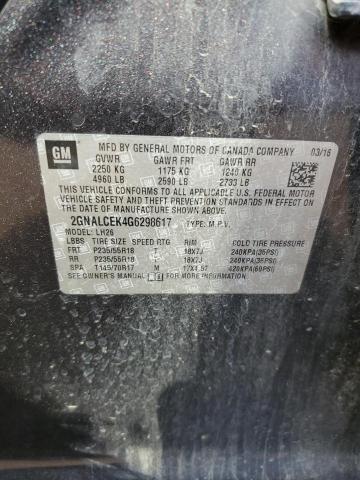 GM
MFD BY GENERAL MOTORS OF CANADA COMPANY 03/16
GVWR GAWR FRT GAWR RR
2250 KG 1175 KG 1240 KG
4960 LB 2590 LB 2733 LB
THIS VEHICLE CONFORMS TO ALL APPLICABLE U.S. FEDERAL MOTOR
VEHICLE SAFETY AND THEFT PREVENTION STANDARDS IN EFFECT ON
THE DATE OF MANUFACTURE SHOWN ABOVE.
2GNALCEK4G6298617 TYPE: M.P.V.
MODEL: LH26
LBBS TIRE SIZE SPEED RTG RIM COLD TIRE PRESSURE
FRT P235/55R18 18X7J 240KPA(35PSI)
RR P235/55R18 18X7J 240KPA(35PSI)
SPA T145/70R17 17X4.5T 420KPA(60PSI)
SEE OWNER'S MANUAL FOR ADDITIONAL INFORMATION.